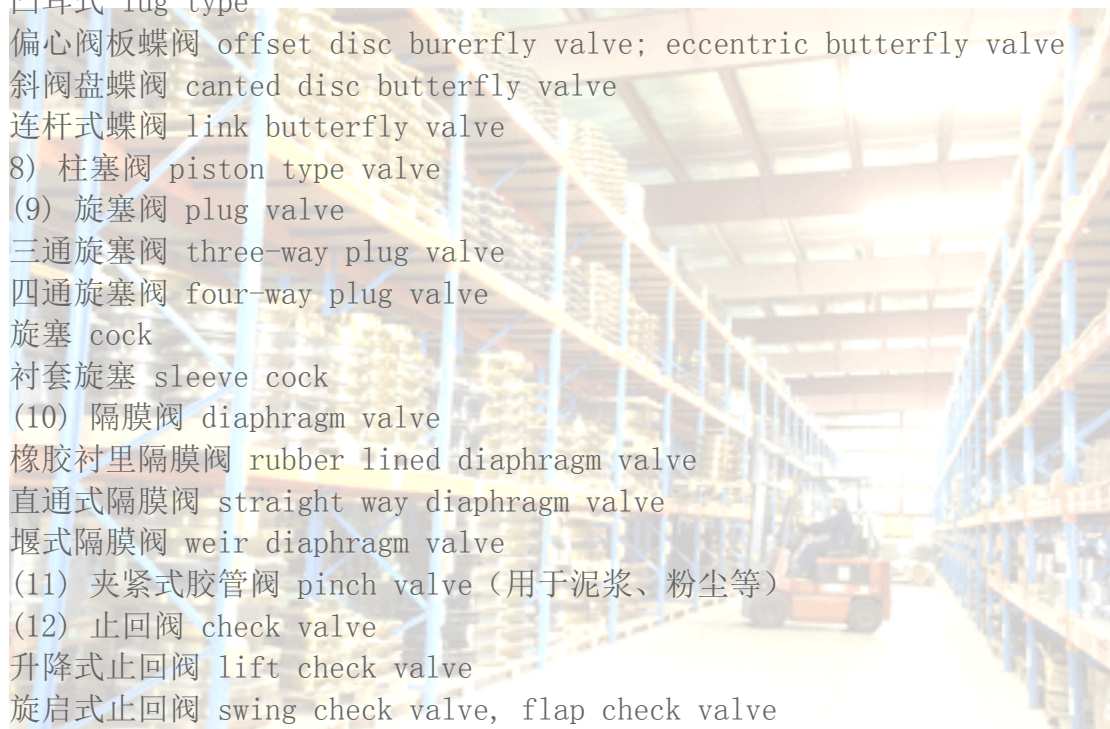 凸耳式 lug type
偏心阀板蝶阀 offset disc burerfly valve; eccentric butterfly valve
斜阀盘蝶阀 canted disc butterfly valve
连杆式蝶阀 link butterfly valve
8) 柱塞阀 piston type valve
(9) 旋塞阀 plug valve
三通旋塞阀 three-way plug valve
四通旋塞阀 four-way plug valve
旋塞 cock
衬套旋塞 sleeve cock
(10) 隔膜阀 diaphragm valve
橡胶衬里隔膜阀 rubber lined diaphragm valve
直通式隔膜阀 straight way diaphragm valve
堰式隔膜阀 weir diaphragm valve
(11) 夹紧式胶管阀 pinch valve（用于泥浆、粉尘等）
(12) 止回阀 check valve
升降式止回阀 lift check valve
旋启式止回阀 swing check valve, flap check valve